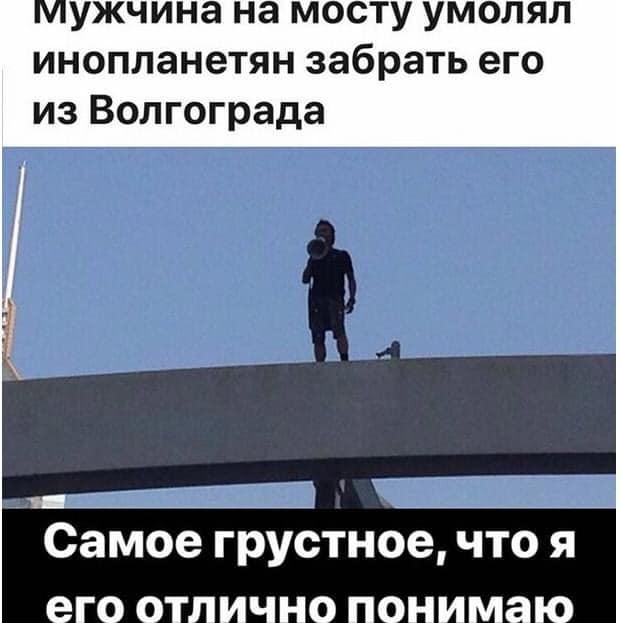 Мужчина на мосту умолял
инопланетян забрать его
из Волгограда
Самое грустное, что я
его отлично понимаю